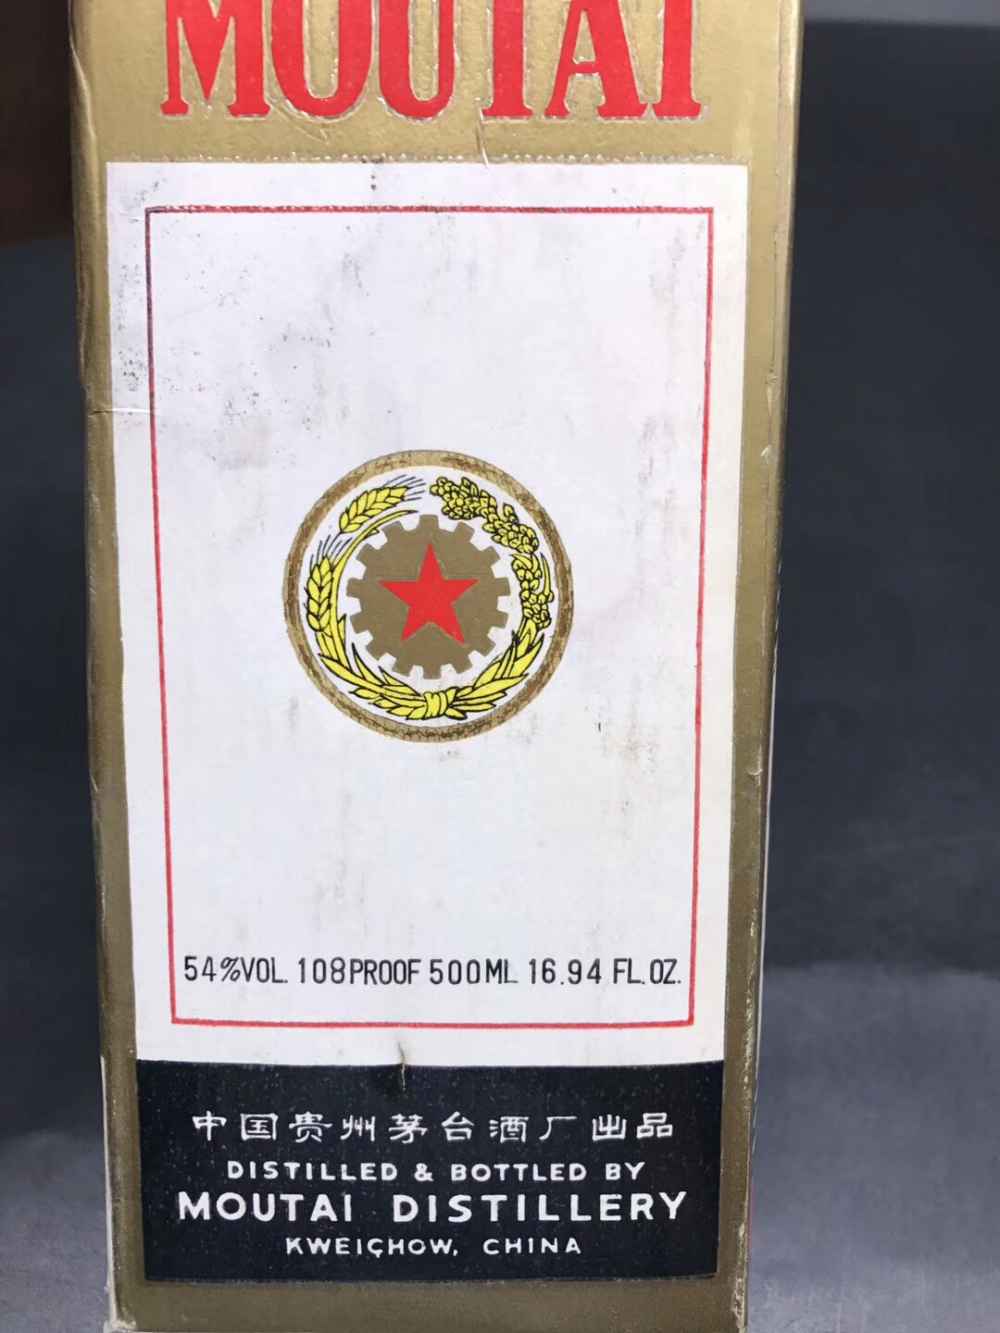 MOUTAI
54%VOL. 108PROOF 500ML 16.94 FL.OZ.
中国贵州茅台酒厂出品
DISTILLED & BOTTLED BY
MOUTAI DISTILLERY
KWEICHOW, CHINA